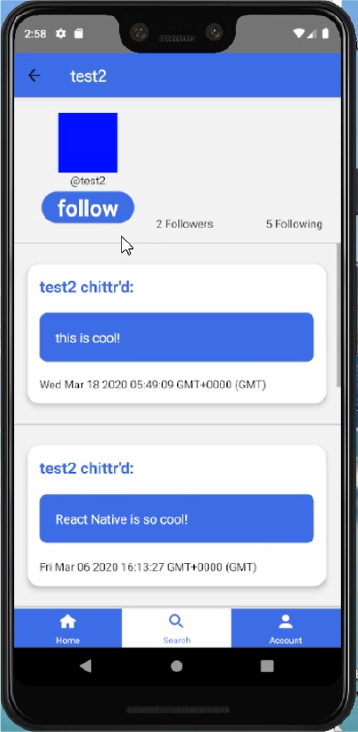 2:58
test2
@test2
follow
2 Followers
5 Following
test2 chittr'd:
this is cool!
Wed Mar 18 2020 05:49:09 GMT+0000 (GMT)
test2 chittr'd:
React Native is so cool!
Fri Mar 06 2020 16:13:27 GMT+0000 (GMT)
Home
Search
Account